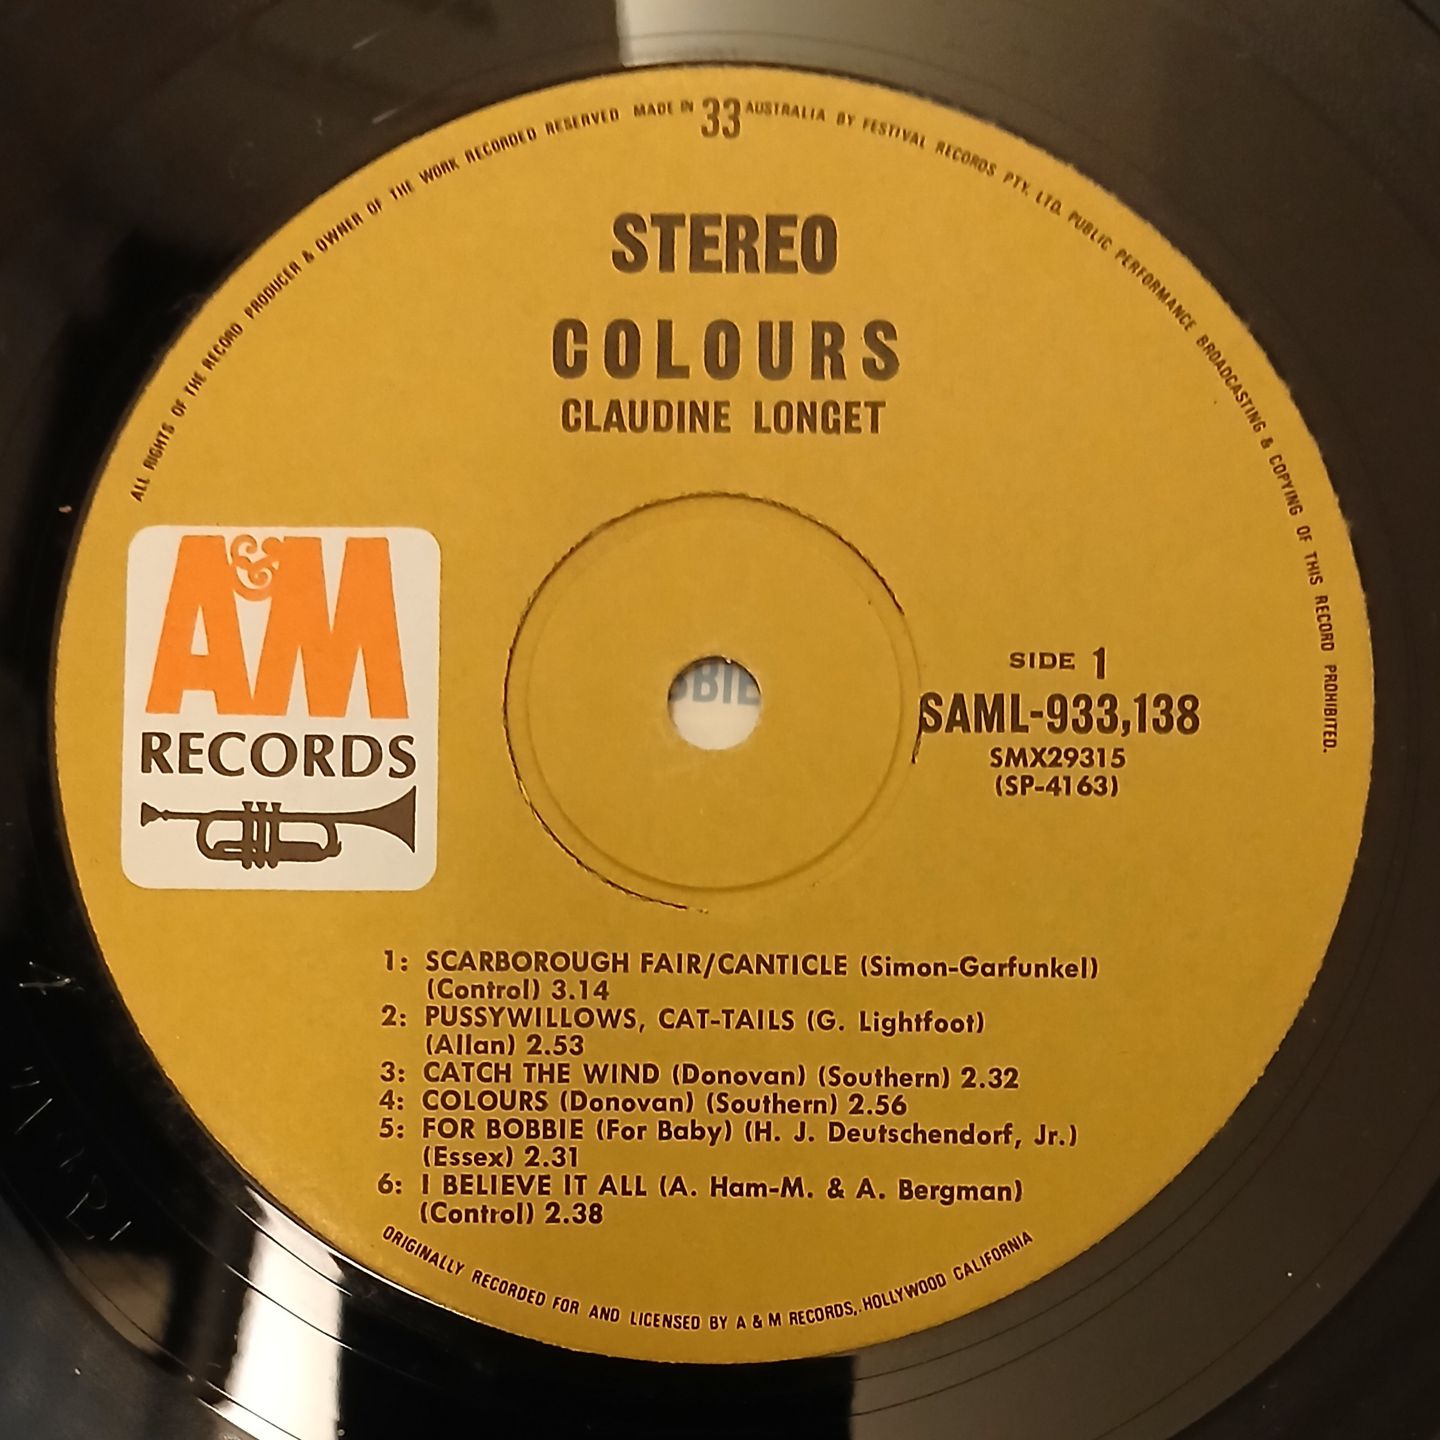 ALL RIGHTS OF THE RECORD PRODUCER & OWNER OF THE WORK RECORDED RESERVED MADE IN AUSTRALIA BY FESTIVAL RECORDS PTY. LTD. PUBLIC PERFORMANCE BROADCASTING & COPYING OF THIS RECORD PROHIBITED.
33
STEREO
COLOURS
CLAUDINE LONGET
A&M
RECORDS
BBIE
SIDE 1
SAML-933,138
SMX29315
(SP-4163)
1: SCARBOROUGH FAIR/CANTICLE (Simon-Garfunkel)
(Control) 3.14
2: PUSSYWILLOWS, CAT-TAILS (G. Lightfoot)
(Allan) 2.53
3: CATCH THE WIND (Donovan) (Southern) 2.32
4: COLOURS (Donovan) (Southern) 2.56
5: FOR BOBBIE (For Baby) (H. J. Deutschendorf, Jr.)
(Essex) 2.31
6: I BELIEVE IT ALL (A. Ham-M. & A. Bergman)
(Control) 2.38
ORIGINALLY RECORDED FOR AND LICENSED BY A & M RECORDS, HOLLYWOOD CALIFORNIA